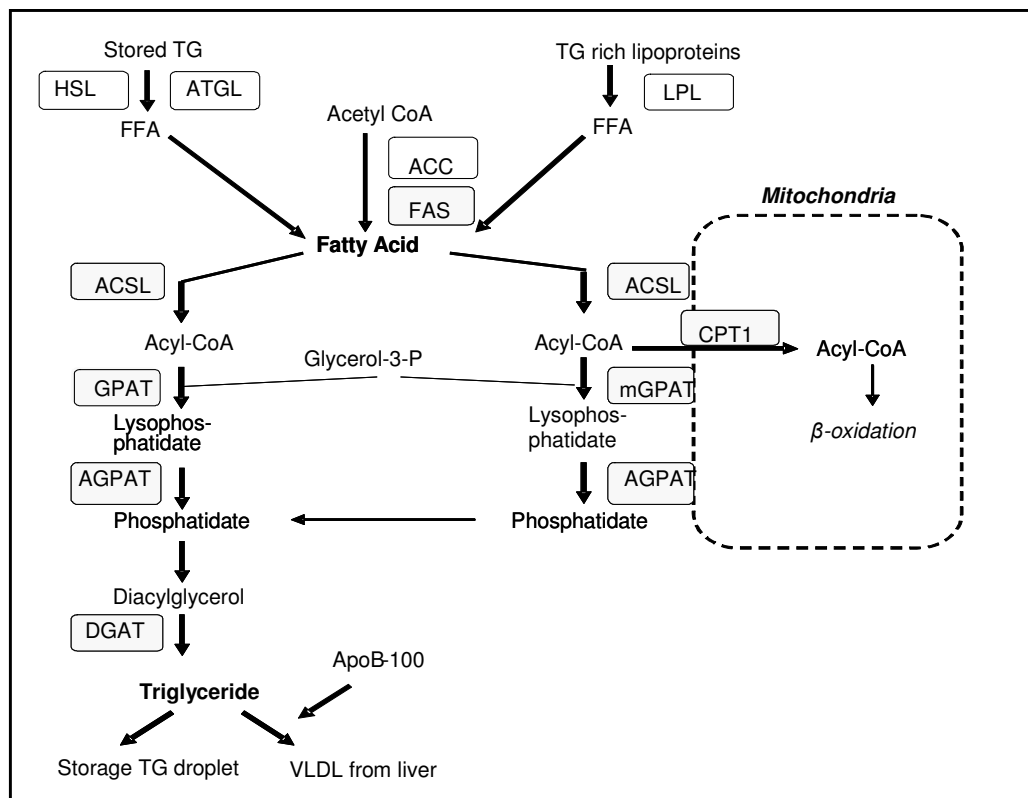 Stored TG
TG rich lipoproteins
HSL
ATGL
LPL
FFA
Acetyl CoA
FFA
ACC
FAS
Mitochondria
Fatty Acid
ACSL
ACSL
Acyl-CoA
Glycerol-3-P
Acyl-CoA
CPT1
Acyl-CoA
GPAT
mGPAT
Lysophos-
phatidate
Lysophos-
phatidate
β-oxidation
AGPAT
AGPAT
Phosphatidate
Phosphatidate
Diacylglycerol
DGAT
ApoB-100
Triglyceride
Storage TG droplet
VLDL from liver